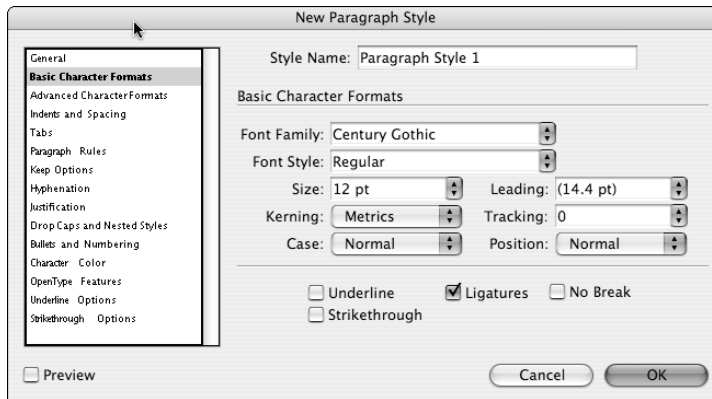 New Paragraph Style
General
Basic Character Formats
Advanced Character Formats
Indents and Spacing
Tabs
Paragraph Rules
Keep Options
Hyphenation
Justification
Drop Caps and Nested Styles
Bullets and Numbering
Character Color
OpenType Features
Underline Options
Strikethrough Options
Style Name: Paragraph Style 1
Basic Character Formats
Font Family: Century Gothic
Font Style: Regular
Size: 12 pt Leading: (14.4 pt)
Kerning: Metrics Tracking: 0
Case: Normal Position: Normal
Underline Ligatures No Break
Strikethrough
Preview Cancel OK